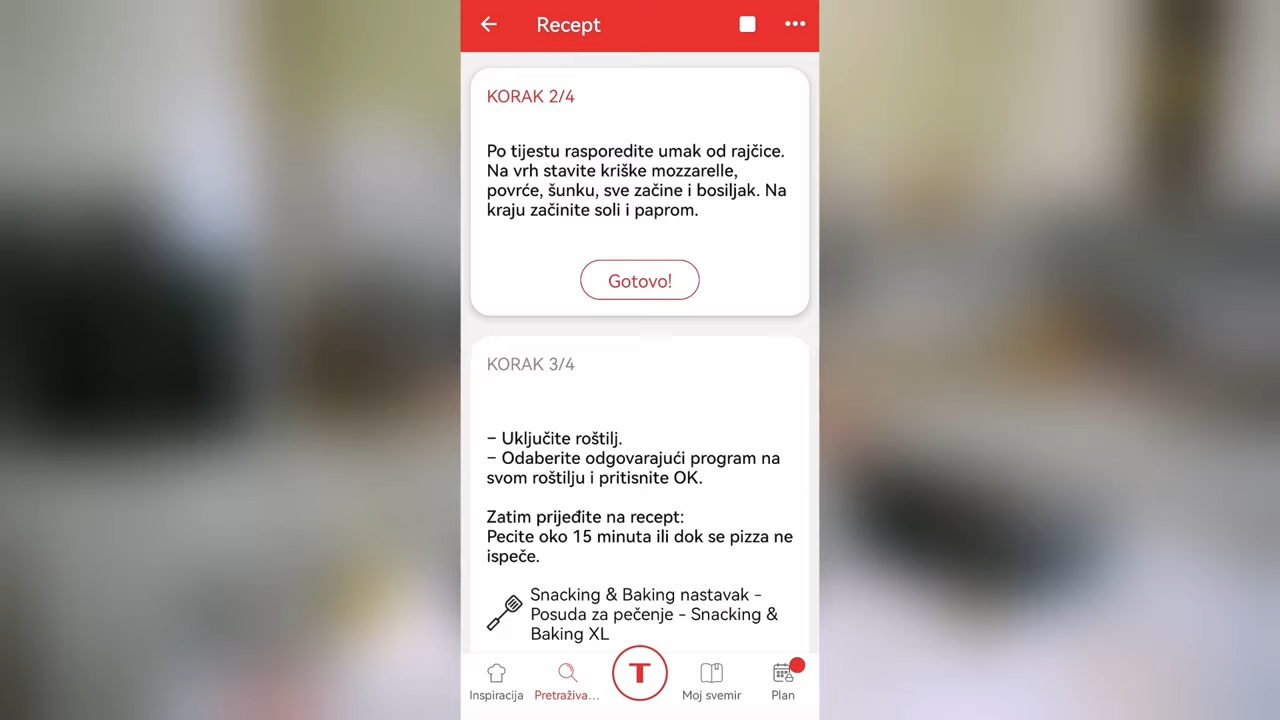 Recept
KORAK 2/4
Po tijestu rasporedite umak od rajčice.
Na vrh stavite kriške mozzarelle,
povrće, šunku, sve začine i bosiljak. Na
kraju začinite soli i paprom.
Gotovo!
KORAK 3/4
– Uključite roštilj.
– Odaberite odgovarajući program na
svom roštilju i pritisnite OK.
Zatim prijeđite na recept:
Pecite oko 15 minuta ili dok se pizza ne
ispeče.
Snacking & Baking nastavak -
Posuda za pečenje - Snacking &
Baking XL
T
Inspiracija Pretraživa... Moj svemir Plan